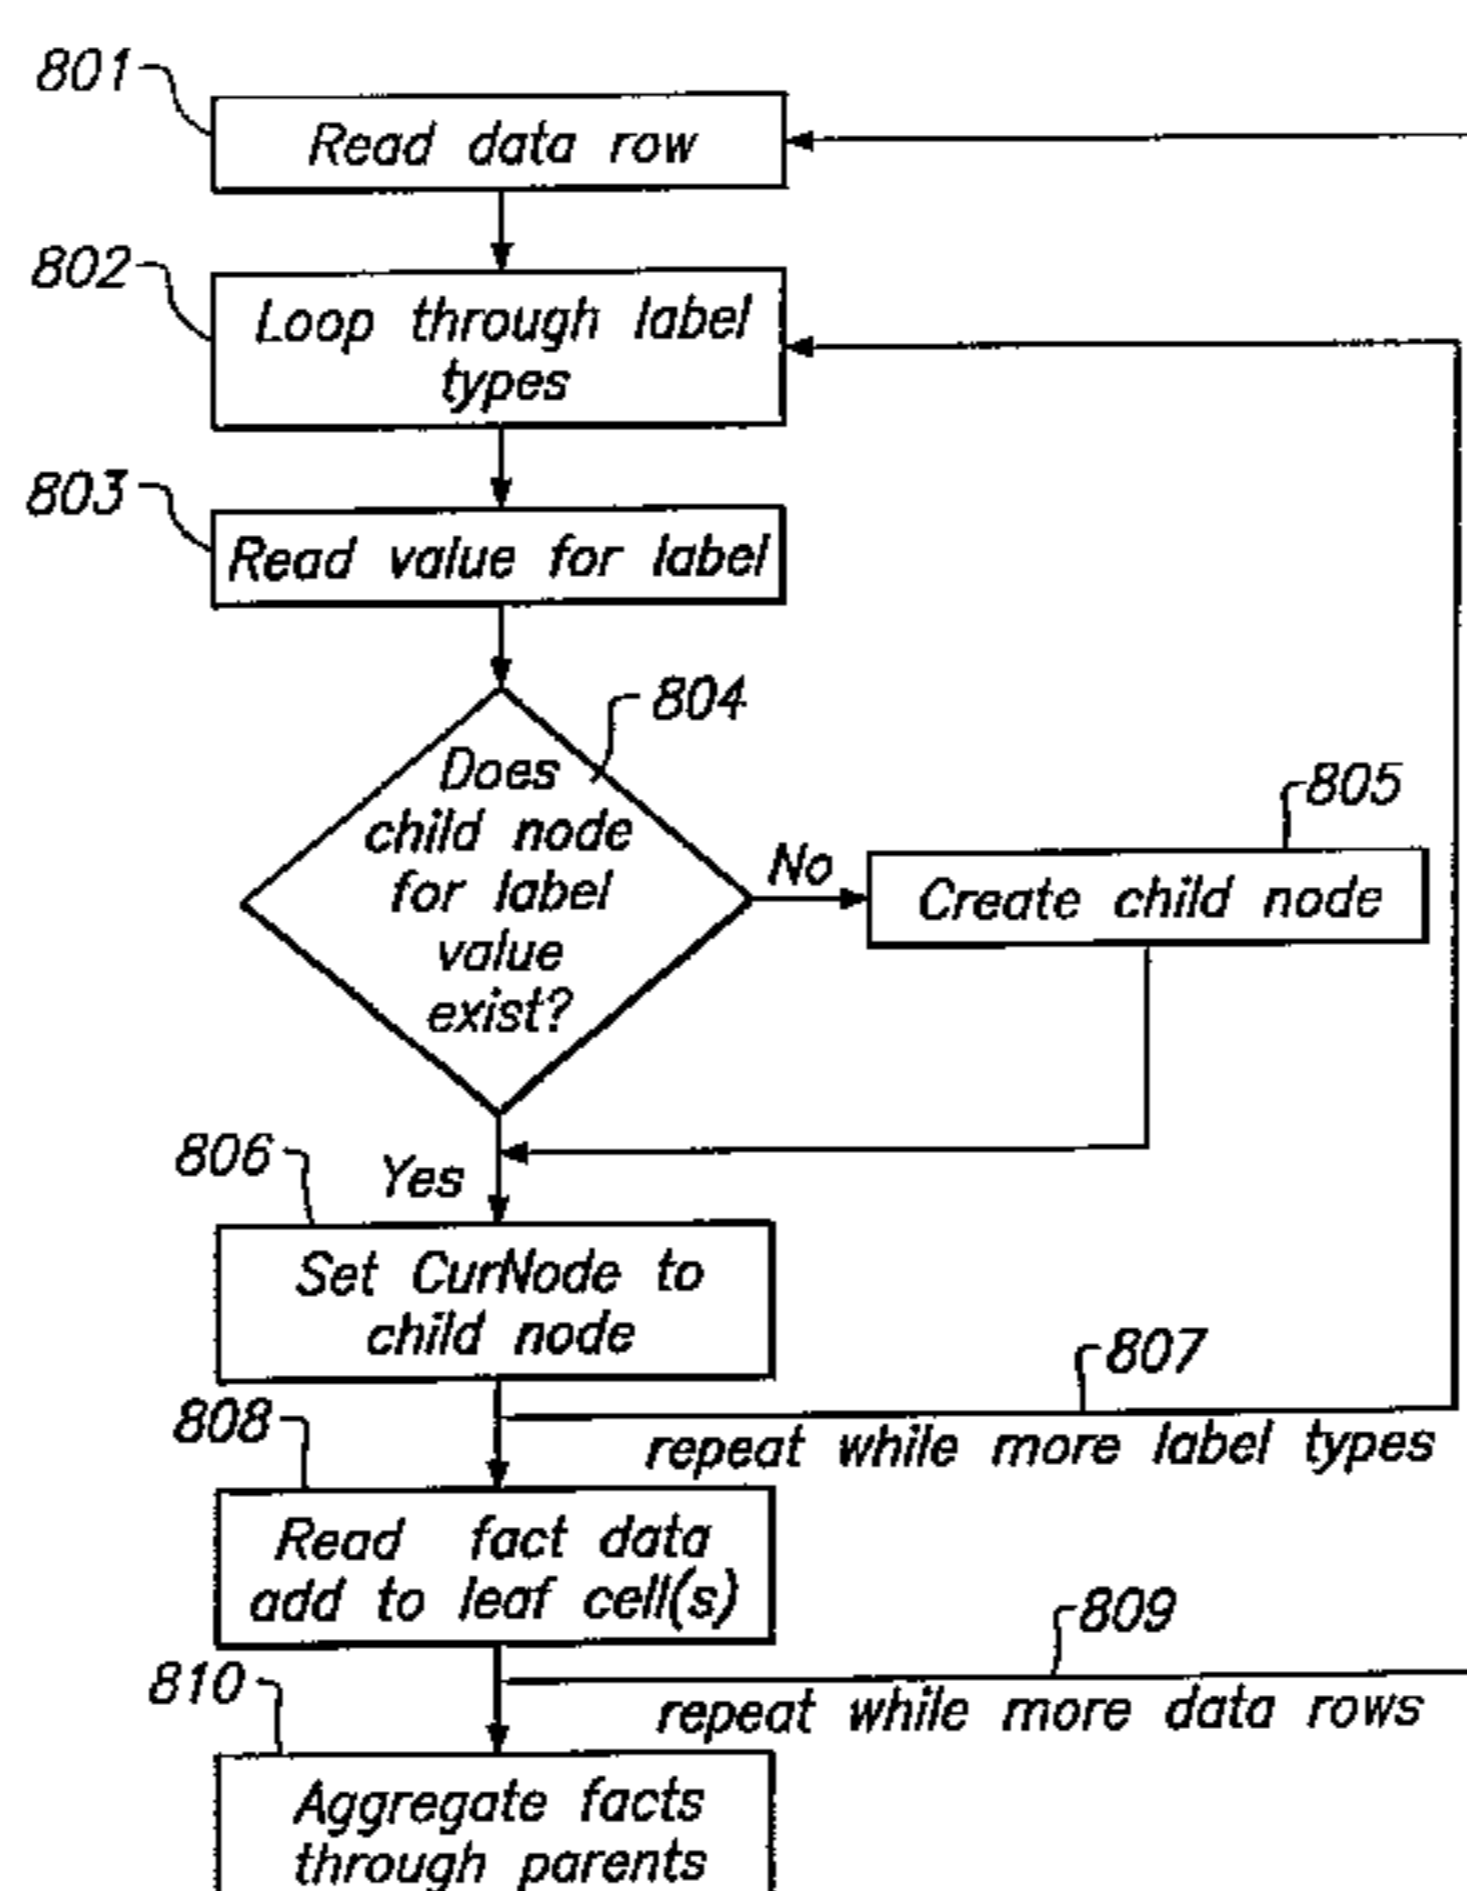 801
Read data row
802
Loop through label
types
803
Read value for label
804
Does
child node
for label
value
exist?
No
805
Create child node
806
Yes
Set CurNode to
child node
807
repeat while more label types
808
Read fact data
add to leaf cell(s)
809
repeat while more data rows
810
Aggregate facts
through parents